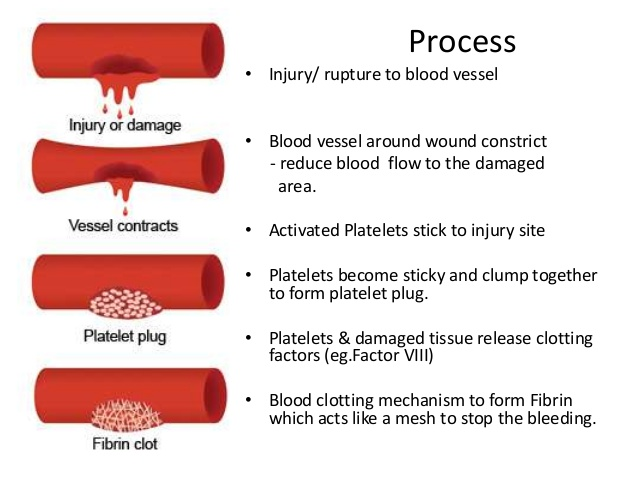 Process
Injury or damage
Vessel contracts
Platelet plug
Fibrin clot
• Injury/ rupture to blood vessel
• Blood vessel around wound constrict
- reduce blood  flow to the damaged
area.
• Activated Platelets stick to injury site
• Platelets become sticky and clump together
to form platelet plug.
• Platelets & damaged tissue release clotting
factors (eg.Factor VIII)
• Blood clotting mechanism to form Fibrin
which acts like a mesh to stop the bleeding.